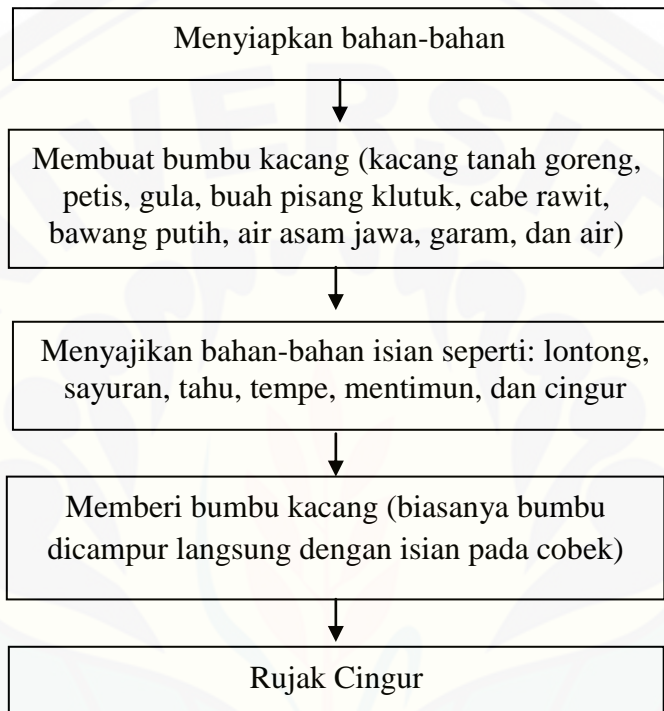 Menyiapkan bahan-bahan
Membuat bumbu kacang (kacang tanah goreng,
petis, gula, buah pisang klutuk, cabe rawit,
bawang putih, air asam jawa, garam, dan air)
Menyajikan bahan-bahan isian seperti: lontong,
sayuran, tahu, tempe, mentimun, dan cingur
Memberi bumbu kacang (biasanya bumbu
dicampur langsung dengan isian pada cobek)
Rujak Cingur